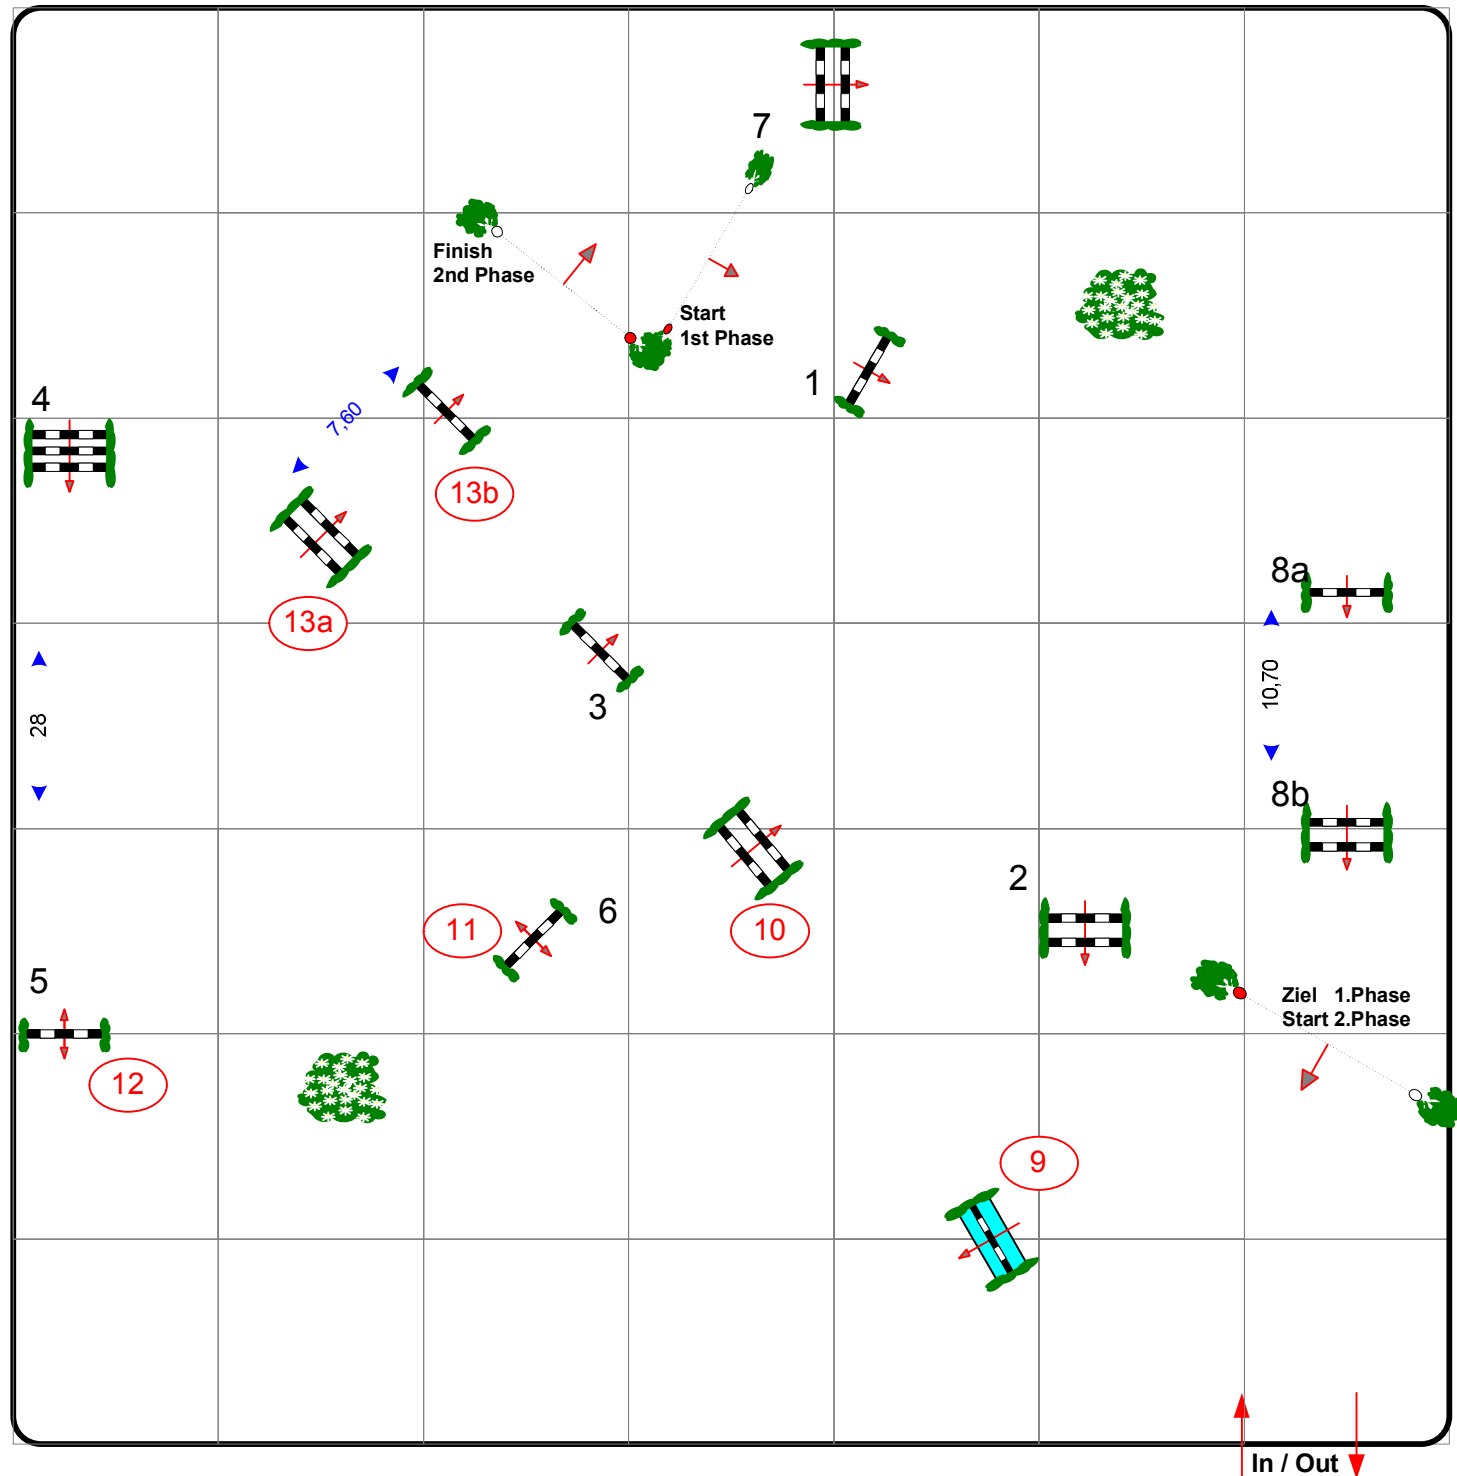 7
Finish
2nd Phase
Start
1st Phase
1
4
7,60
13b
8a
13a
3
10,70
28
8b
2
6
11
10
5
Ziel 1.Phase
Start 2.Phase
12
9
In / Out